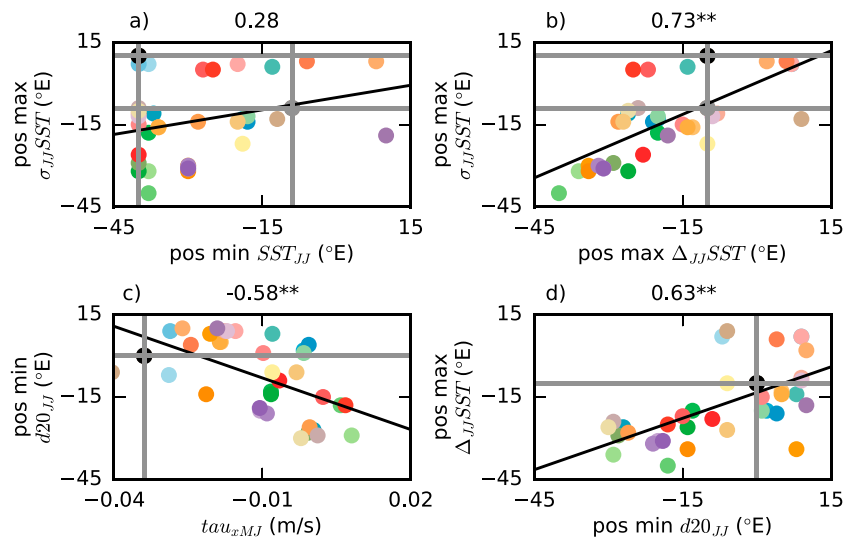 a) 0.28
15
−15
−45
pos max
σJJSST (°E)
−45 −15 15
pos min SSTJJ (°E)
b) 0.73**
15
−15
−45
pos max
σJJSST (°E)
−45 −15 15
pos max ΔJJSST (°E)
c) -0.58**
15
−15
−45
pos min
d20JJ (°E)
−0.04 −0.01 0.02
tauxMJ (m/s)
d) 0.63**
15
−15
−45
pos max
ΔJJSST (°E)
−45 −15 15
pos min d20JJ (°E)